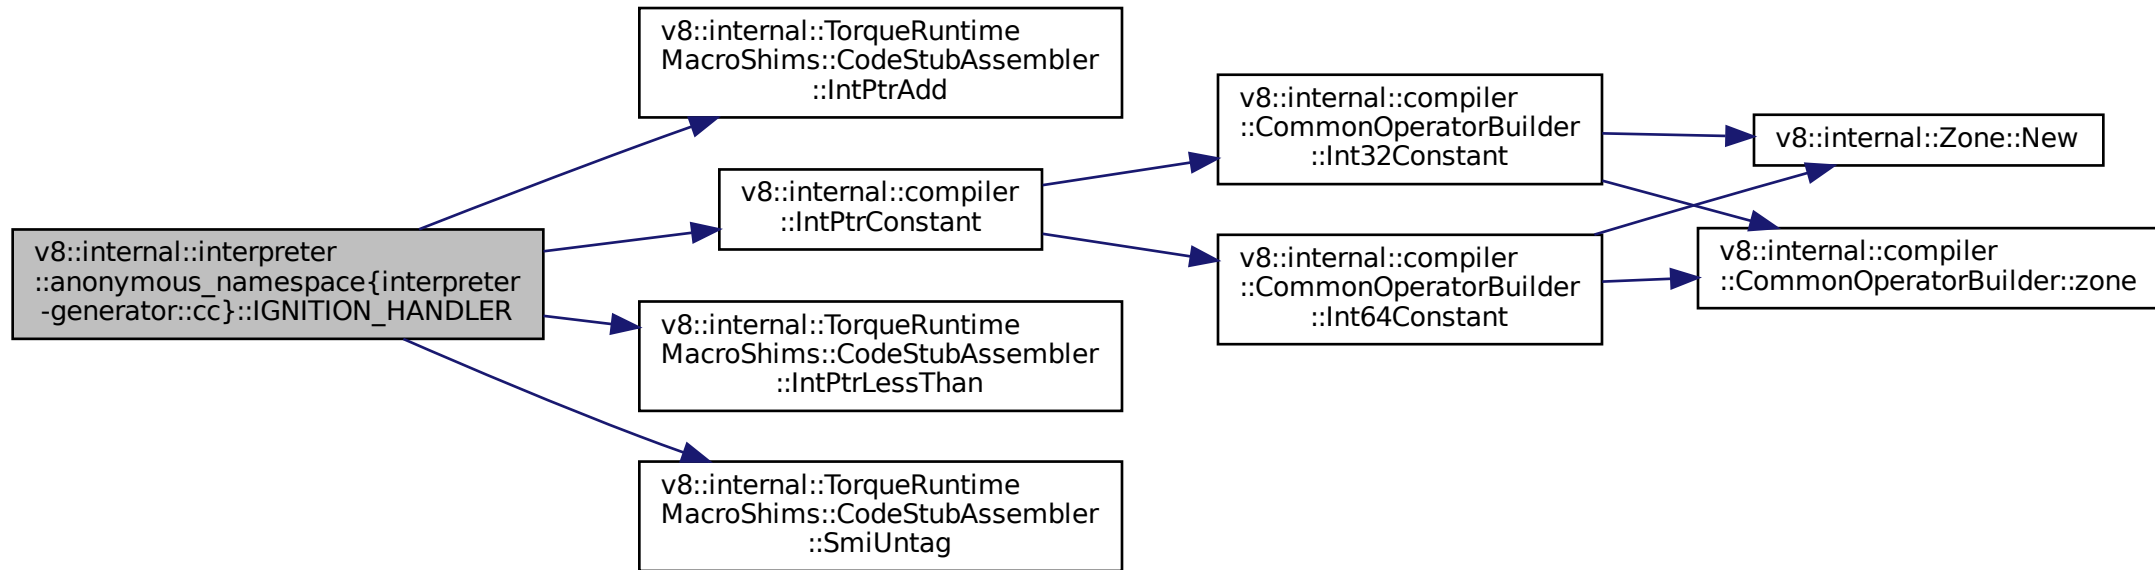 v8::internal::interpreter
::anonymous_namespace{interpreter
-generator::cc}::IGNITION_HANDLER
v8::internal::TorqueRuntime
MacroShims::CodeStubAssembler
::IntPtrAdd
v8::internal::compiler
::IntPtrConstant
v8::internal::TorqueRuntime
MacroShims::CodeStubAssembler
::IntPtrLessThan
v8::internal::TorqueRuntime
MacroShims::CodeStubAssembler
::SmiUntag
v8::internal::compiler
::CommonOperatorBuilder
::Int32Constant
v8::internal::compiler
::CommonOperatorBuilder
::Int64Constant
v8::internal::Zone::New
v8::internal::compiler
::CommonOperatorBuilder::zone